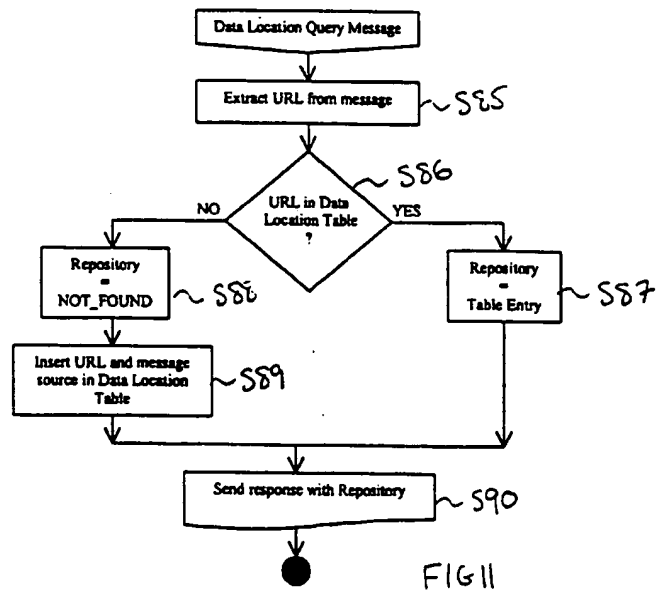 Data Location Query Message
Extract URL from message
S85
S86
URL in Data
Location Table
?
NO
YES
Repository
=
NOT_FOUND
S88
Repository
=
Table Entry
S87
Insert URL and message
source in Data Location
Table
S89
Send response with Repository
S90
FIG 11